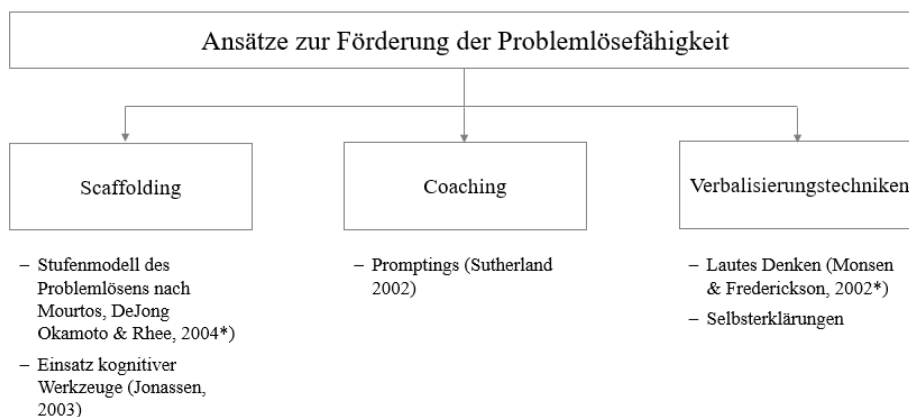 Ansätze zur Förderung der Problemlösefähigkeit
Scaffolding
Coaching
Verbalisierungstechniken
– Stufenmodell des
Problemlösens nach
Mourtos, DeJong
Okamoto & Rhee, 2004*)
– Einsatz kognitiver
Werkzeuge (Jonassen,
2003)
– Promptings (Sutherland
2002)
– Lautes Denken (Monsen
& Frederickson, 2002*)
– Selbsterklärungen